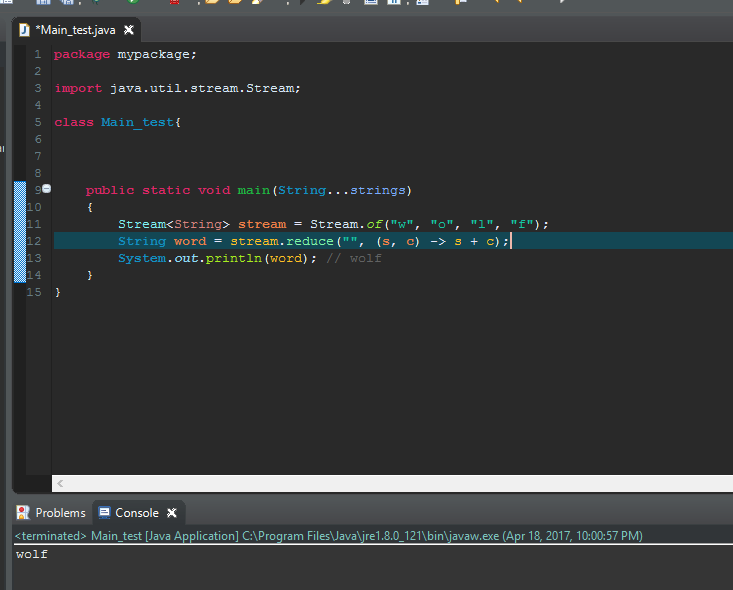 *Main_test.java
1 package mypackage;
2
3 import java.util.stream.Stream;
4
5 class Main_test{
6
7
8
9 public static void main(String...strings)
10 {
11 Stream<String> stream = Stream.of("w", "o", "l", "f");
12 String word = stream.reduce("", (s, c) -> s + c);
13 System.out.println(word); // wolf
14 }
15 }
Problems Console
<terminated> Main_test [Java Application] C:\Program Files\Java\jre1.8.0_121\bin\javaw.exe (Apr 18, 2017, 10:00:57 PM)
wolf